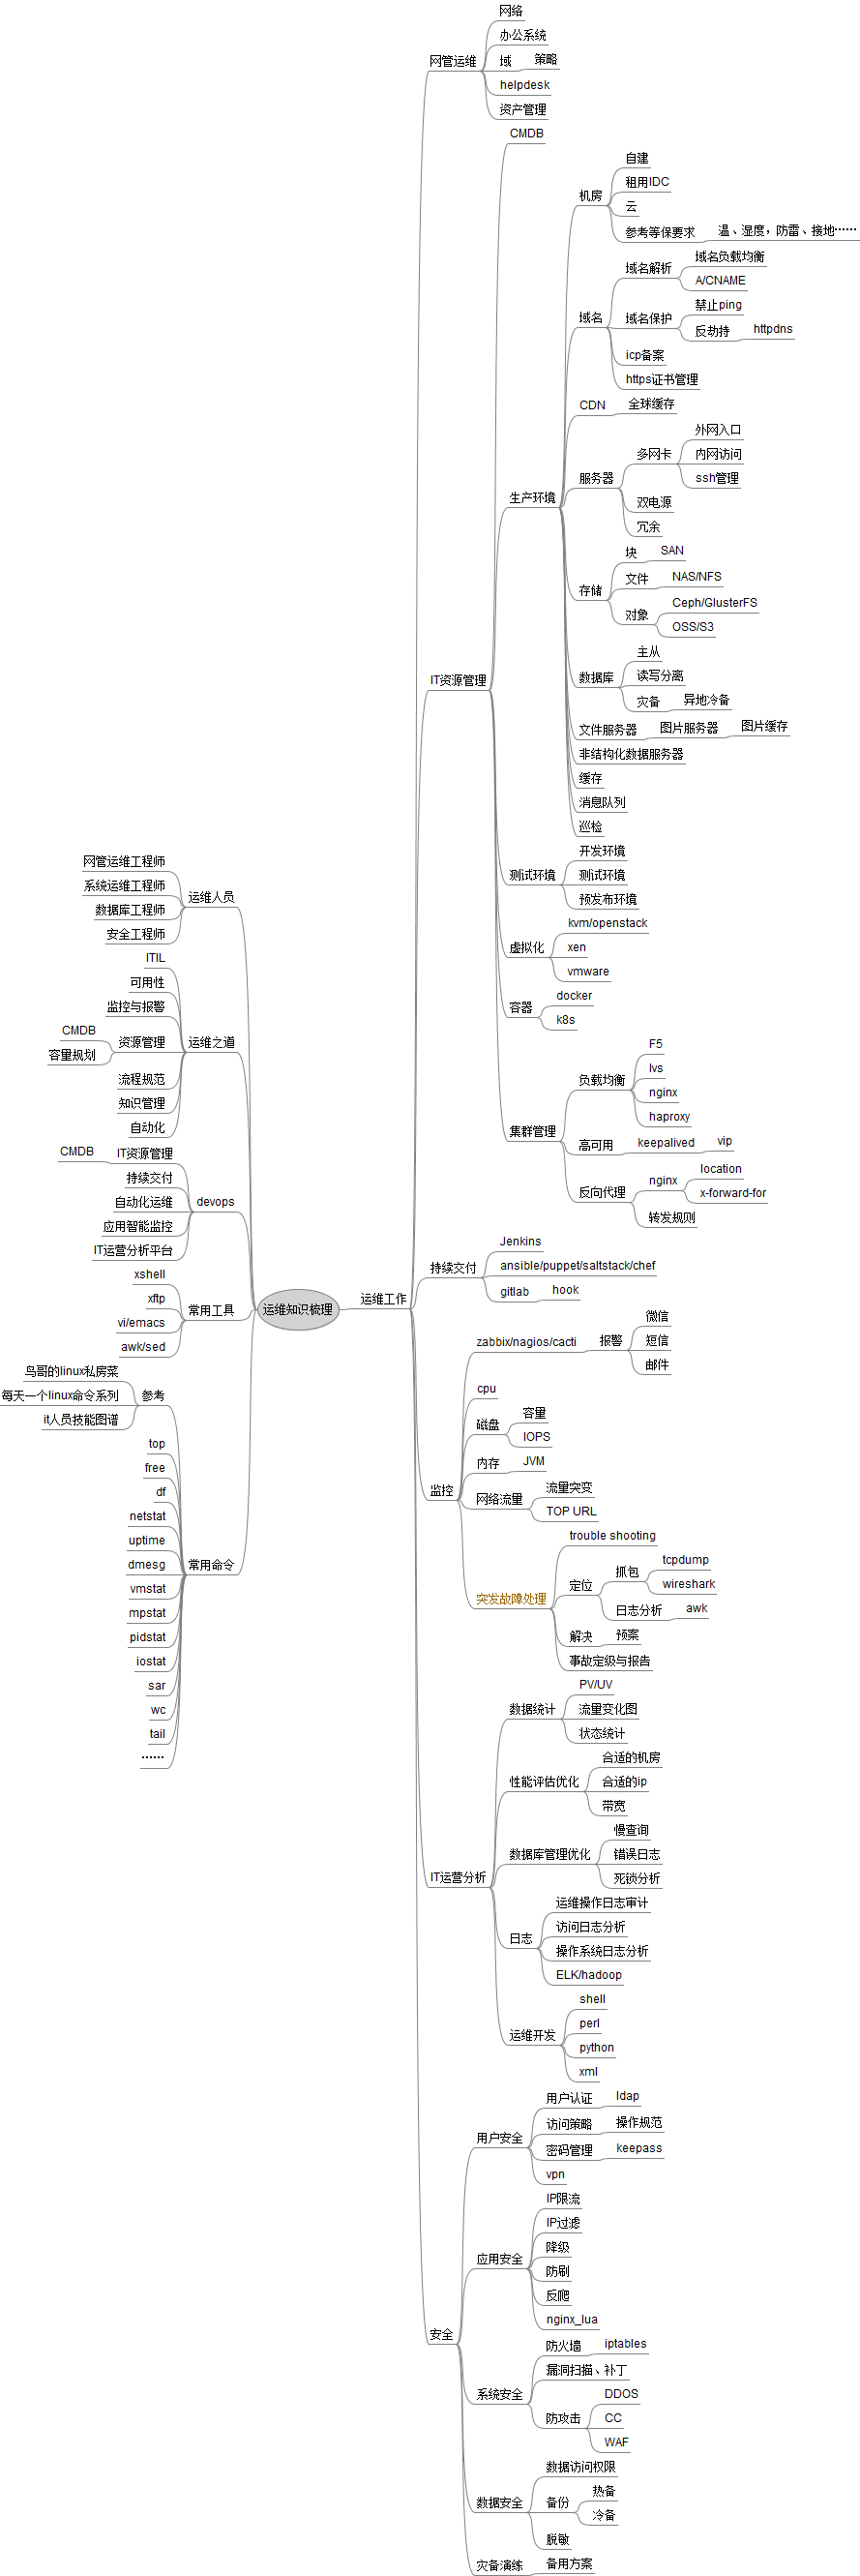 运维知识梳理
运维工作
网管运维
网络
办公系统
域
策略
helpdesk
资产管理
IT资源管理
CMDB
生产环境
机房
自建
租用IDC
云
参考等保要求
温、湿度，防雷、接地……
域名
域名解析
域名负载均衡
A/CNAME
域名保护
禁止ping
反劫持
httpdns
icp备案
https证书管理
CDN
全球缓存
服务器
多网卡
外网入口
内网访问
ssh管理
双电源
冗余
存储
块
SAN
文件
NAS/NFS
对象
Ceph/GlusterFS
OSS/S3
数据库
主从
读写分离
灾备
异地冷备
文件服务器
图片服务器
图片缓存
非结构化数据服务器
缓存
消息队列
巡检
测试环境
开发环境
测试环境
预发布环境
虚拟化
kvm/openstack
xen
vmware
容器
docker
k8s
集群管理
负载均衡
F5
lvs
nginx
haproxy
高可用
keepalived
vip
反向代理
nginx
location
x-forward-for
转发规则
持续交付
Jenkins
ansible/puppet/saltstack/chef
gitlab
hook
监控
zabbix/nagios/cacti
报警
微信
短信
邮件
cpu
磁盘
容量
IOPS
内存
JVM
网络流量
流量突变
TOP URL
突发故障处理
trouble shooting
定位
抓包
tcpdump
wireshark
日志分析
awk
解决
预案
事故定级与报告
IT运营分析
数据统计
PV/UV
流量变化图
状态统计
性能评估优化
合适的机房
合适的ip
带宽
数据库管理优化
慢查询
错误日志
死锁分析
日志
运维操作日志审计
访问日志分析
操作系统日志分析
ELK/hadoop
运维开发
shell
perl
python
xml
安全
用户安全
用户认证
ldap
访问策略
操作规范
密码管理
keepass
vpn
应用安全
IP限流
IP过滤
降级
防刷
反爬
nginx_lua
系统安全
防火墙
iptables
漏洞扫描、补丁
防攻击
DDOS
CC
WAF
数据安全
数据访问权限
备份
热备
冷备
脱敏
灾备演练
备用方案
运维人员
网管运维工程师
系统运维工程师
数据库工程师
安全工程师
运维之道
ITIL
可用性
监控与报警
资源管理
CMDB
容量规划
流程规范
知识管理
自动化
devops
IT资源管理
CMDB
持续交付
自动化运维
应用智能监控
IT运营分析平台
常用工具
xshell
xftp
vi/emacs
awk/sed
常用命令
参考
鸟哥的linux私房菜
每天一个linux命令系列
it人员技能图谱
top
free
df
netstat
uptime
dmesg
vmstat
mpstat
pidstat
iostat
sar
wc
tail
……